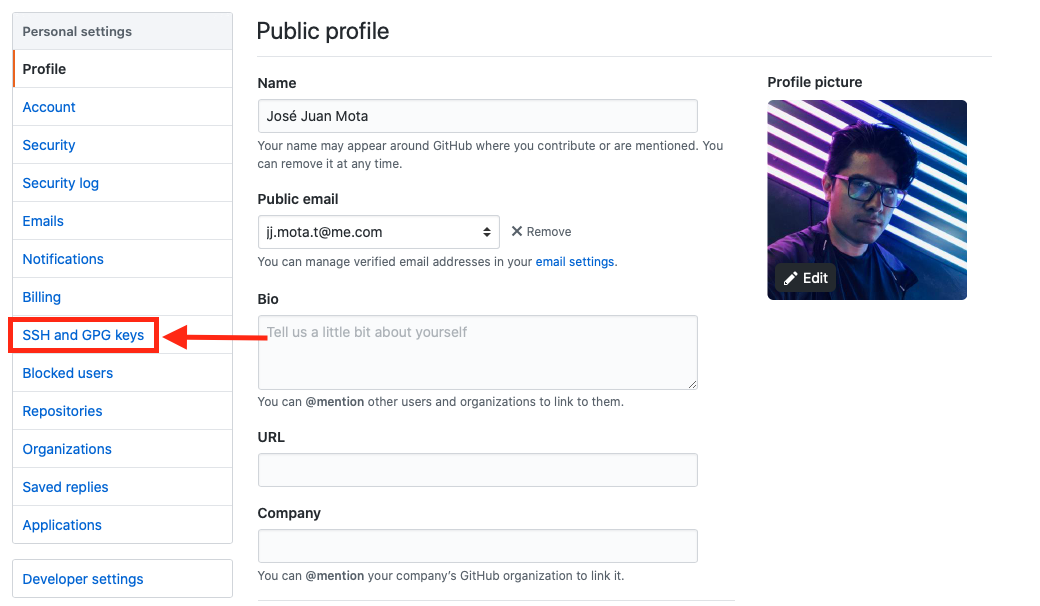 Personal settings
Profile
Account
Security
Security log
Emails
Notifications
Billing
SSH and GPG keys
Blocked users
Repositories
Organizations
Saved replies
Applications
Developer settings
Public profile
Name
José Juan Mota
Your name may appear around GitHub where you contribute or are mentioned. You
can remove it at any time.
Public email
jj.mota.t@me.com
Remove
You can manage verified email addresses in your email settings.
Bio
Tell us a little bit about yourself
You can @mention other users and organizations to link to them.
URL
Company
You can @mention your company’s GitHub organization to link it.
Profile picture
Edit